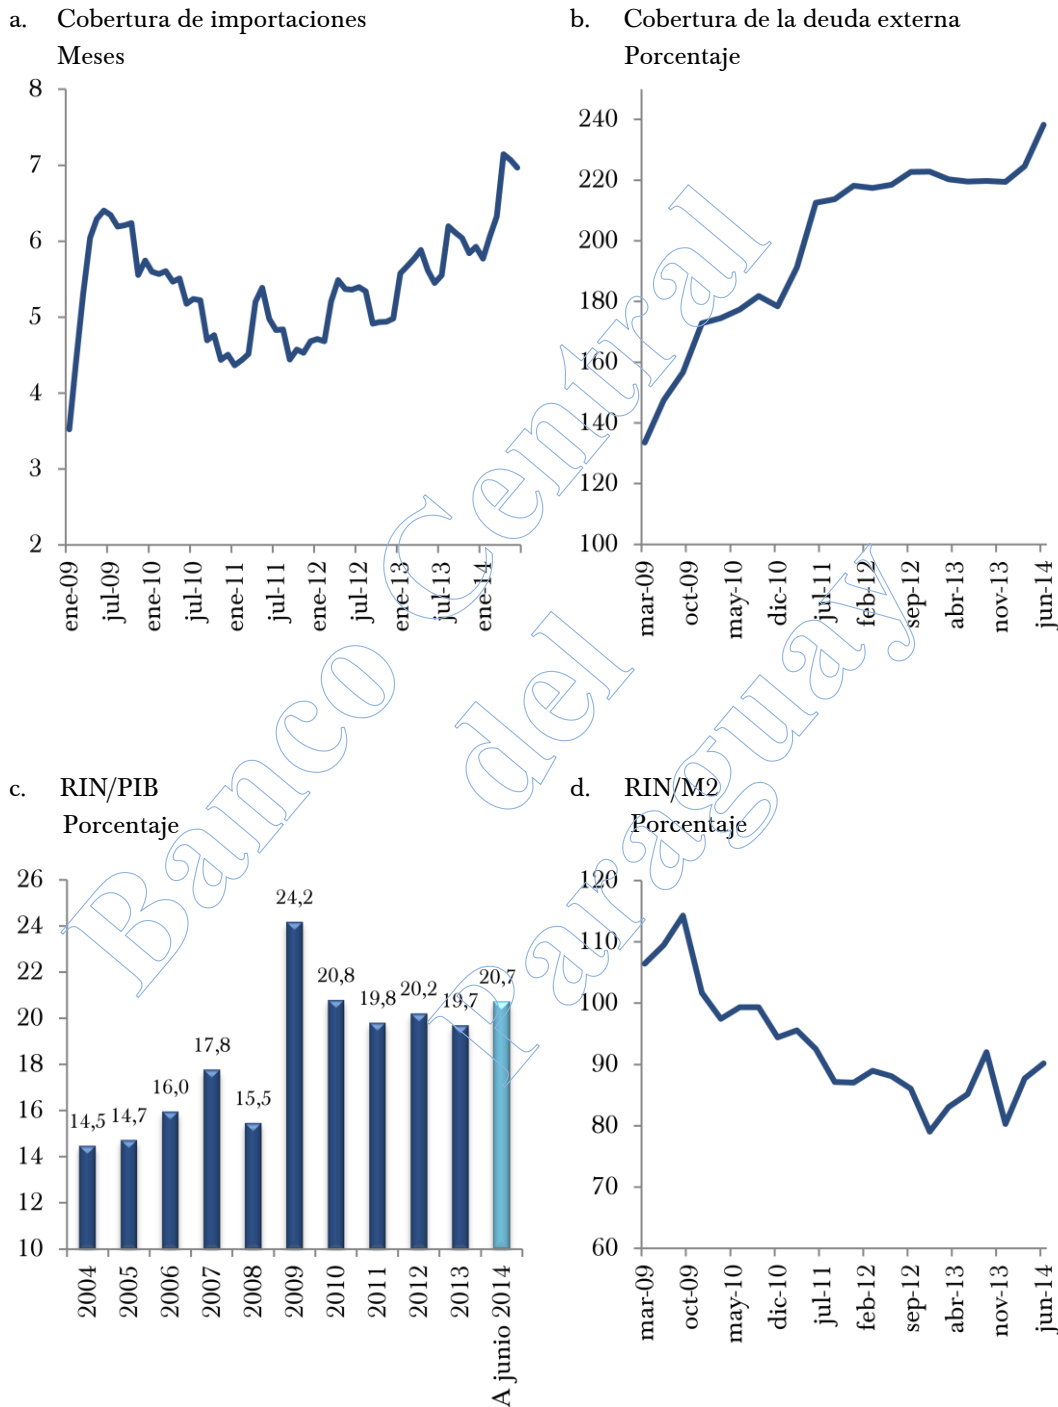 a. Cobertura de importaciones
Meses
8
7
6
5
4
3
2
ene-09
jul-09
ene-10
jul-10
ene-11
jul-11
ene-12
jul-12
ene-13
jul-13
ene-14
b. Cobertura de la deuda externa
Porcentaje
240
220
200
180
160
140
120
100
mar-09
oct-09
may-10
dic-10
jul-11
feb-12
sep-12
abr-13
nov-13
jun-14
c. RIN/PIB
Porcentaje
26
24
22
20
18
16
14
12
10
14,5
14,7
16,0
17,8
15,5
24,2
20,8
19,8
20,2
19,7
20,7
2004
2005
2006
2007
2008
2009
2010
2011
2012
2013
A junio 2014
d. RIN/M2
Porcentaje
120
110
100
90
80
70
60
mar-09
oct-09
may-10
dic-10
jul-11
feb-12
sep-12
abr-13
nov-13
jun-14
Banco Central
del
Paraguay